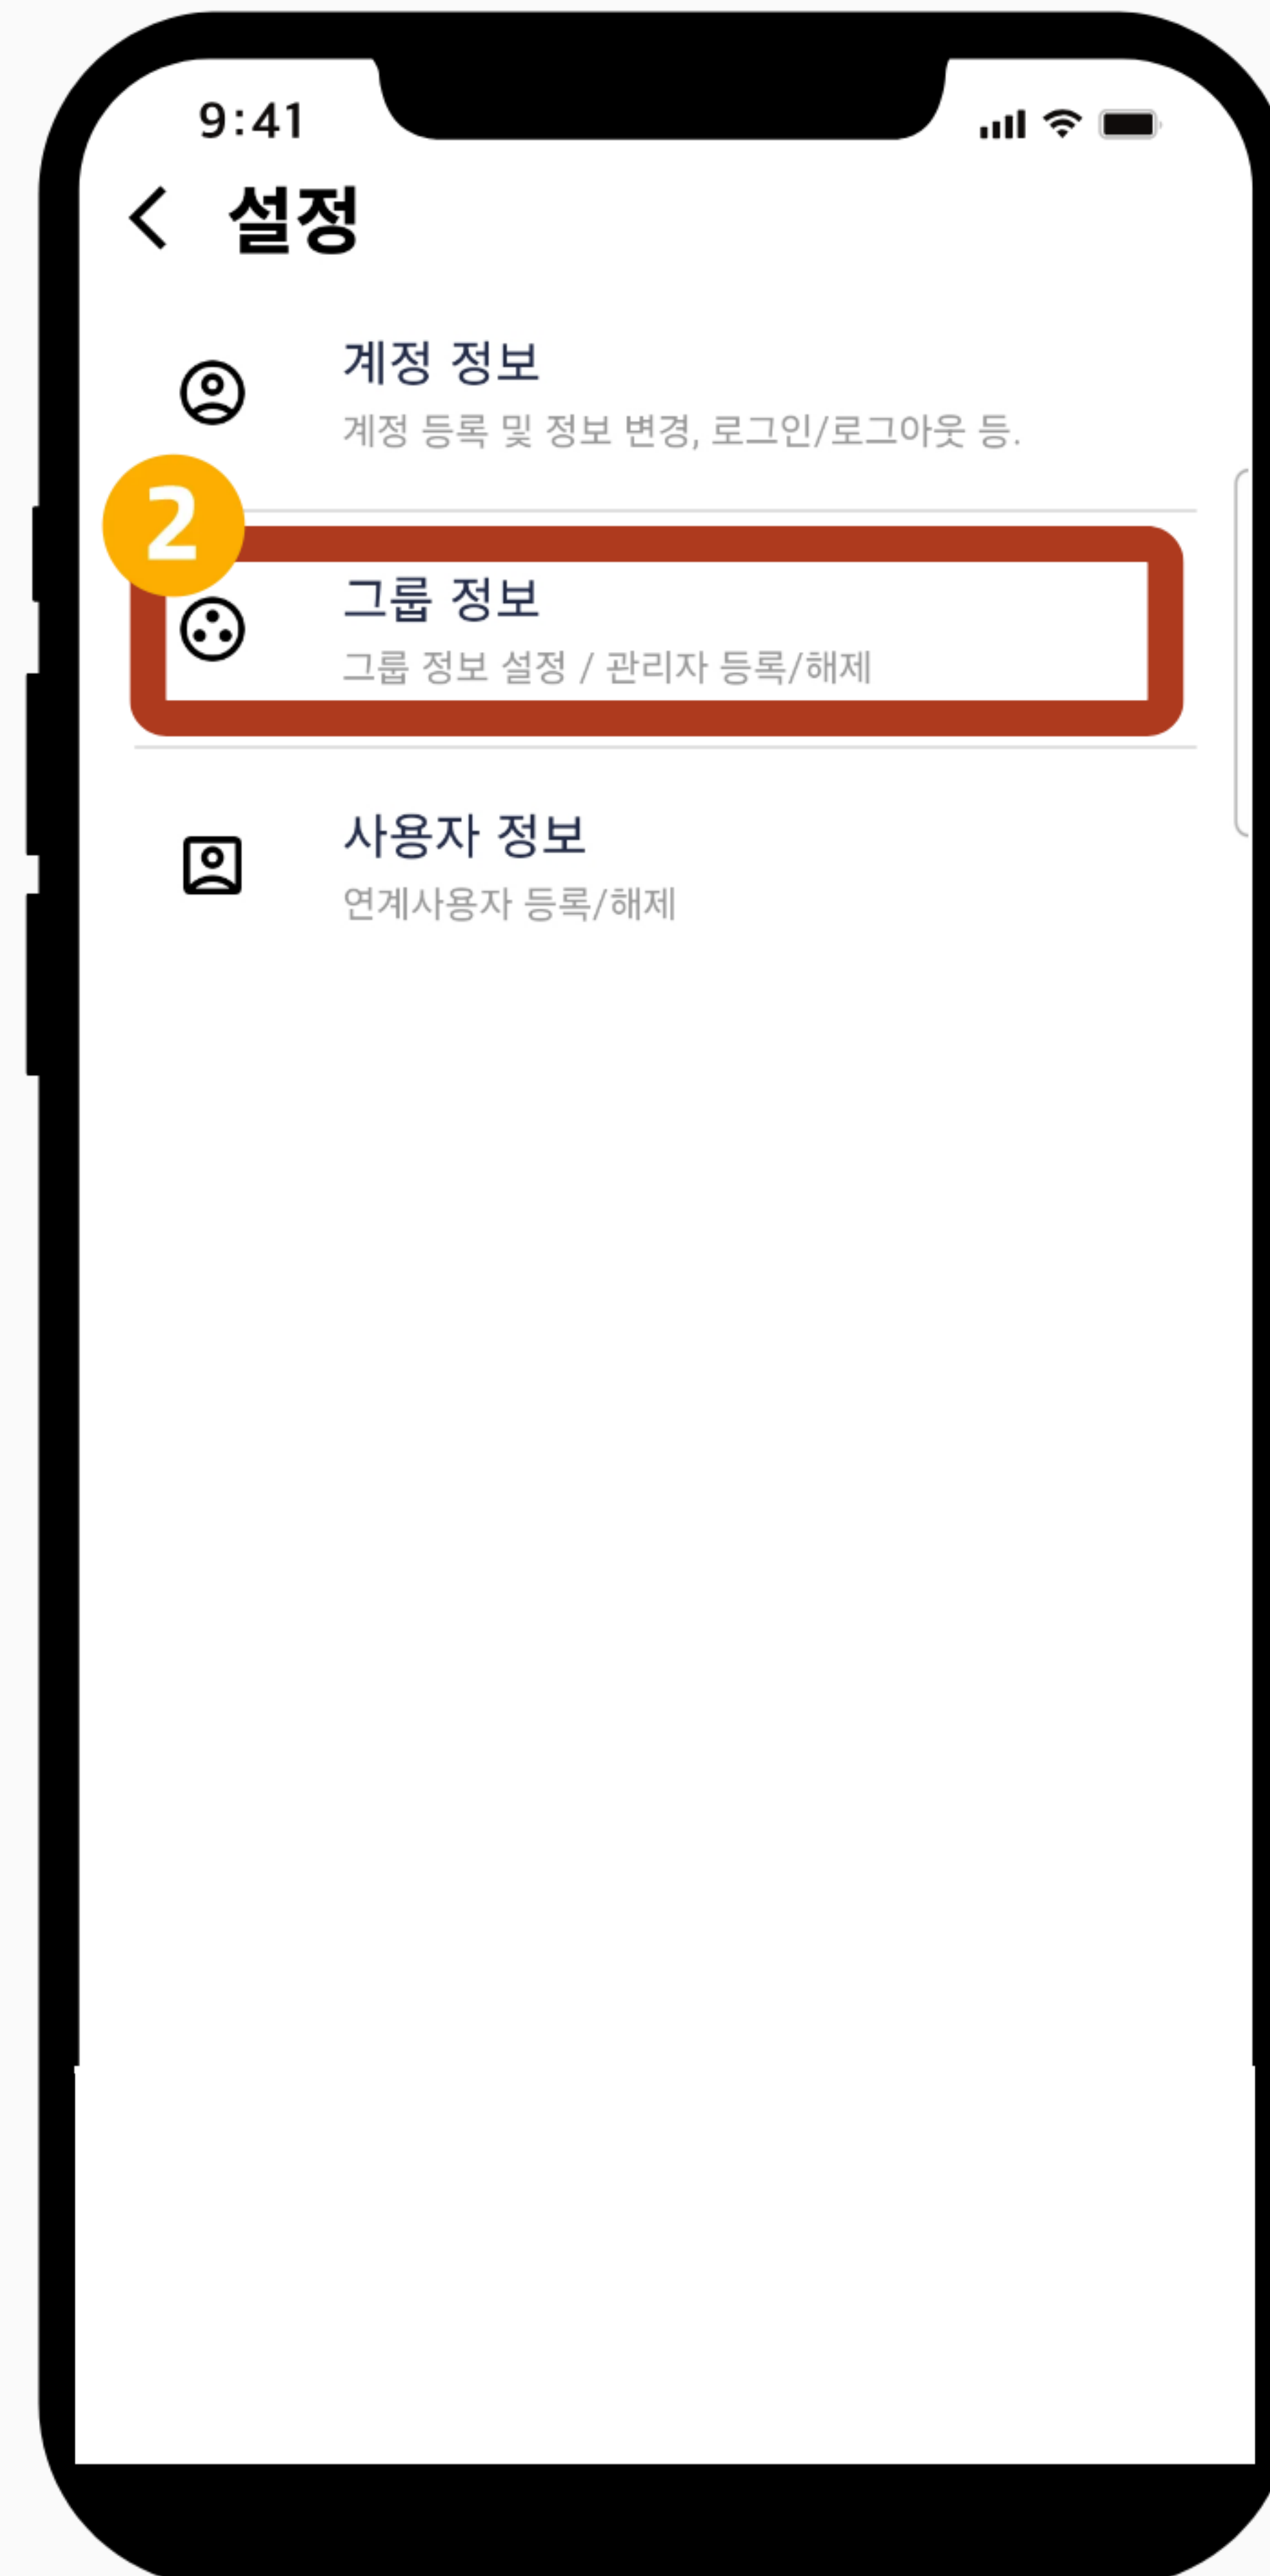 9:41
설정
계정 정보
계정 등록 및 정보 변경, 로그인/로그아웃 등.
2
그룹 정보
그룹 정보 설정 / 관리자 등록/해제
사용자 정보
연계사용자 등록/해제